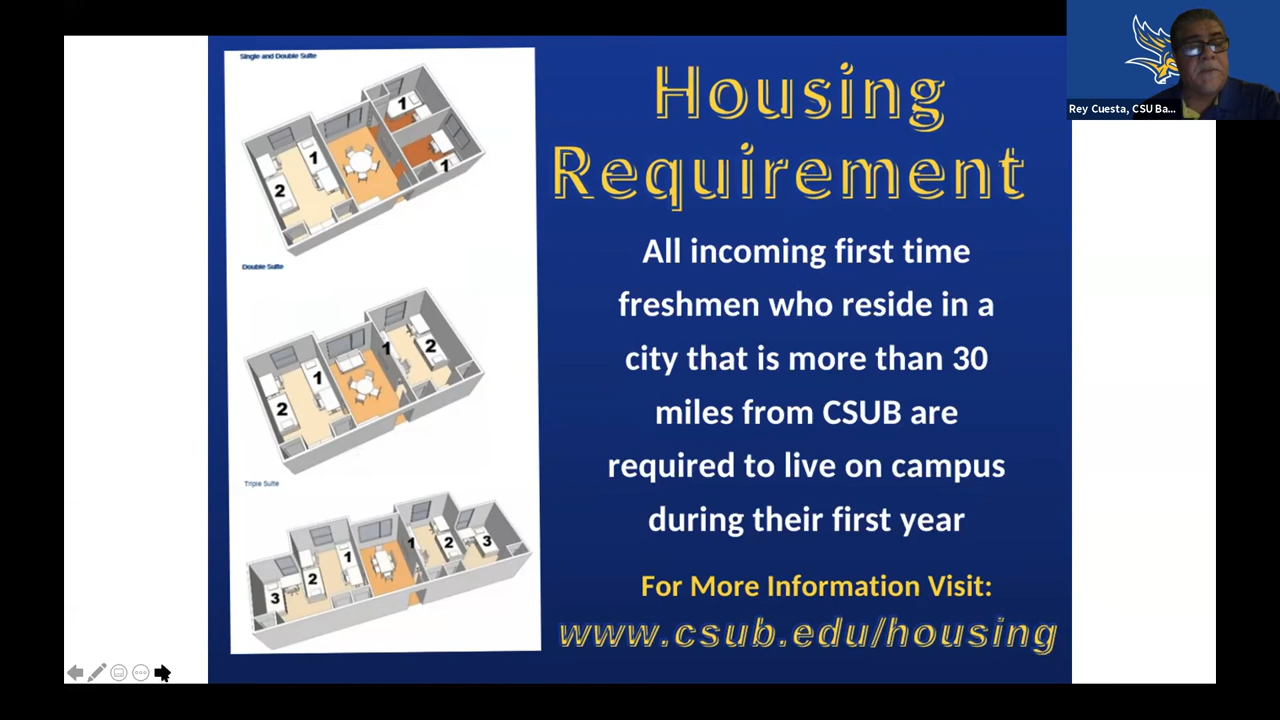 Single and Double Suite
1
2
1
1
Double Suite
1
2
1
2
Triple Suite
1
2
3
1
2
3
Housing
Requirement
All incoming first time
freshmen who reside in a
city that is more than 30
miles from CSUB are
required to live on campus
during their first year
For More Information Visit:
www.csub.edu/housing
Rey Cuesta, CSU Ba...